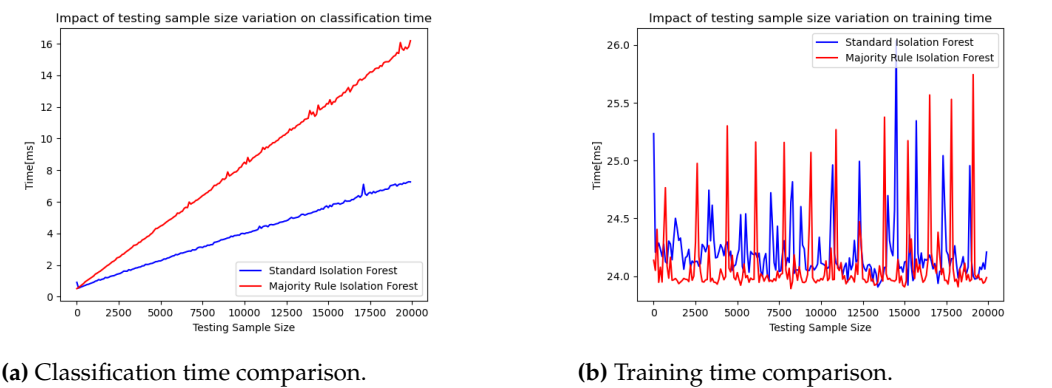 Impact of testing sample size variation on classification time
16
14
12
10
8
6
4
2
0
Time[ms]
Standard Isolation Forest
Majority Rule Isolation Forest
0 2500 5000 7500 10000 12500 15000 17500 20000
Testing Sample Size
(a) Classification time comparison.
Impact of testing sample size variation on training time
Standard Isolation Forest
Majority Rule Isolation Forest
26.0
25.5
25.0
24.5
24.0
Time[ms]
0 2500 5000 7500 10000 12500 15000 17500 20000
Testing Sample Size
(b) Training time comparison.